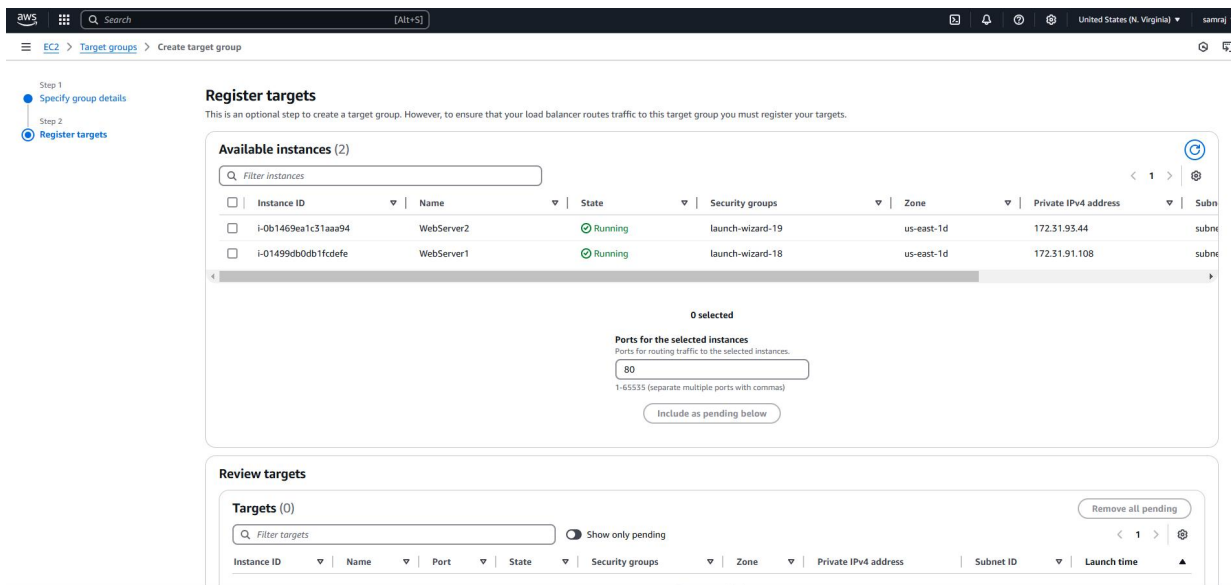 aws
Search [Alt+S]
United States (N. Virginia)
samraj
EC2 > Target groups > Create target group
Step 1
Specify group details
Step 2
Register targets
Register targets
This is an optional step to create a target group. However, to ensure that your load balancer routes traffic to this target group you must register your targets.
Available instances (2)
Filter instances
1
Instance ID Name State Security groups Zone Private IPv4 address Subn
i-0b1469ea1c31aaa94 WebServer2 Running launch-wizard-19 us-east-1d 172.31.93.44 subne
i-01499db0db1fcdefe WebServer1 Running launch-wizard-18 us-east-1d 172.31.91.108 subne
0 selected
Ports for the selected instances
Ports for routing traffic to the selected instances.
80
1-65535 (separate multiple ports with commas)
Include as pending below
Review targets
Targets (0)
Remove all pending
Filter targets
Show only pending
1
Instance ID Name Port State Security groups Zone Private IPv4 address Subnet ID Launch time